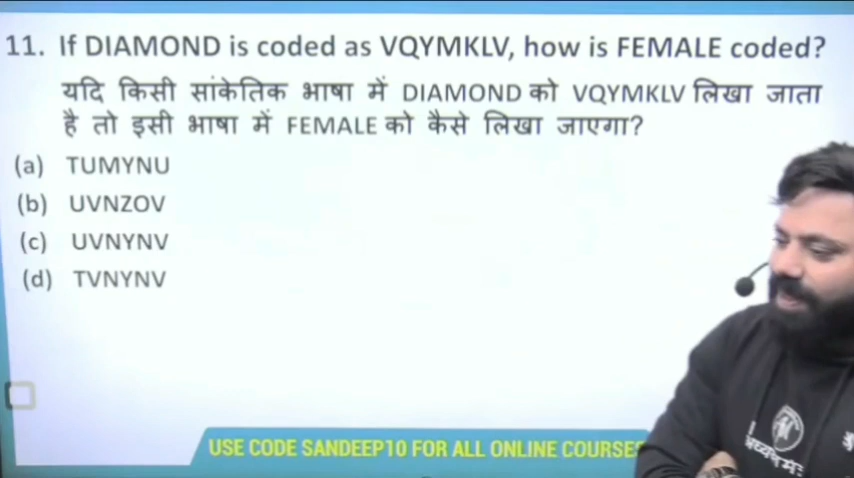 11. If DIAMOND is coded as VQYMKLV, how is FEMALE coded?
यदि किसी सांकेतिक भाषा में DIAMOND को VQYMKLV लिखा जाता
है तो इसी भाषा में FEMALE को कैसे लिखा जाएगा?
(a) TUMYNU
(b) UVNZOV
(c) UVNYNV
(d) TVNYNV
USE CODE SANDEEP10 FOR ALL ONLINE COURSES